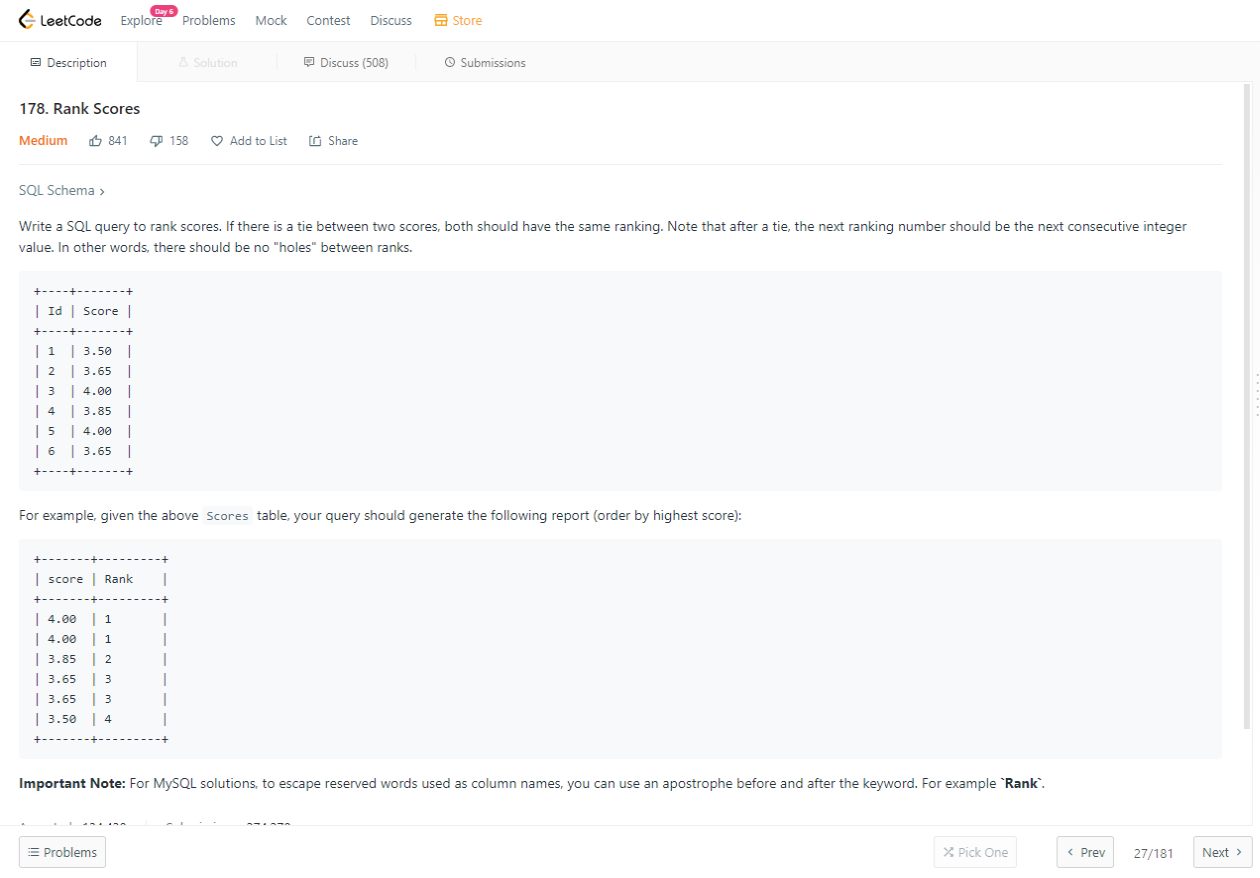 LeetCode Explore Day 6 Problems Mock Contest Discuss Store
Description Solution Discuss (508) Submissions
178. Rank Scores
Medium 841 158 Add to List Share
SQL Schema >
Write a SQL query to rank scores. If there is a tie between two scores, both should have the same ranking. Note that after a tie, the next ranking number should be the next consecutive integer
value. In other words, there should be no "holes" between ranks.
+----+-------+
| Id | Score |
+----+-------+
| 1  | 3.50  |
| 2  | 3.65  |
| 3  | 4.00  |
| 4  | 3.85  |
| 5  | 4.00  |
| 6  | 3.65  |
+----+-------+
For example, given the above Scores table, your query should generate the following report (order by highest score):
+-------+---------+
| score | Rank    |
+-------+---------+
| 4.00  | 1       |
| 4.00  | 1       |
| 3.85  | 2       |
| 3.65  | 3       |
| 3.65  | 3       |
| 3.50  | 4       |
+-------+---------+
Important Note: For MySQL solutions, to escape reserved words used as column names, you can use an apostrophe before and after the keyword. For example `Rank`.
Problems Pick One < Prev 27/181 Next >